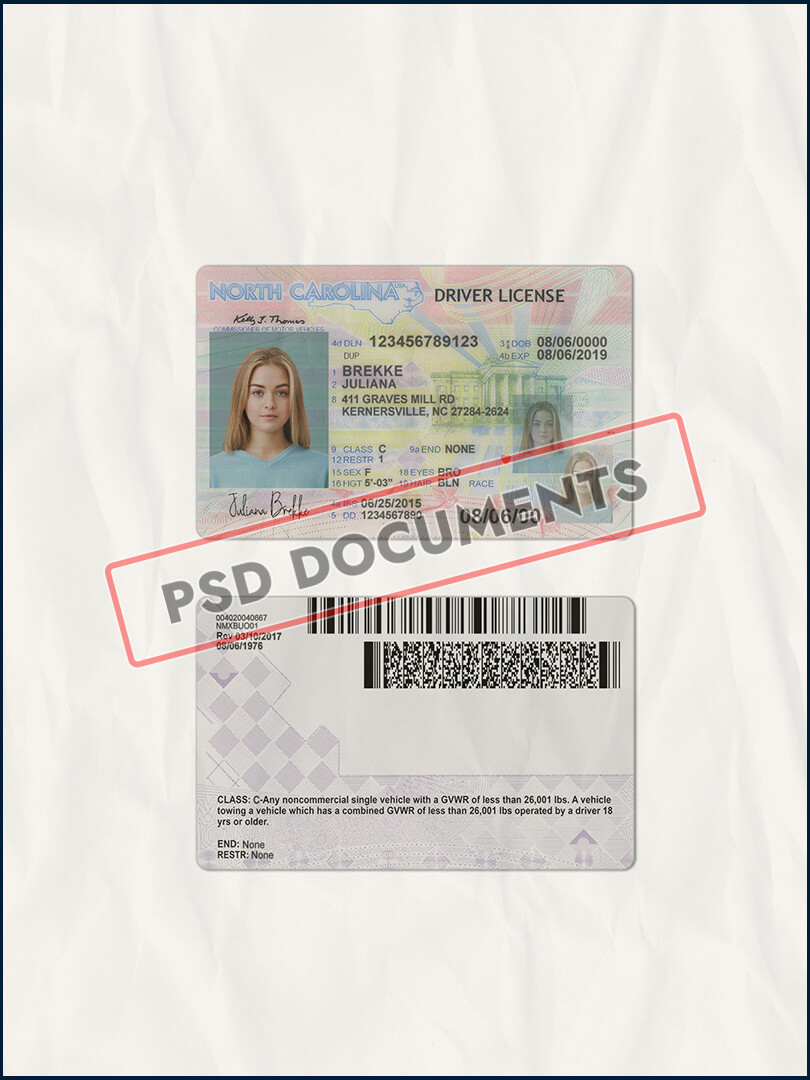 NORTH CAROLINA USA DRIVER LICENSE
Kelly J. Thomas
COMMISSIONER OF MOTOR VEHICLES
4d DLN 123456789123 3 DOB 08/06/0000
DUP 4b EXP 08/06/2019
1 BREKKE
2 JULIANA
8 411 GRAVES MILL RD
KERNERSVILLE, NC 27284-2624
9 CLASS C 9a END NONE
12 RESTR 1
15 SEX F 18 EYES BRO
16 HGT 5'-03" 19 HAIR BLN RACE
Juliana Brekke
4a ISS 06/25/2015
5 DD 1234567890 08/06/00
PSD DOCUMENTS
004020040667
NMXBUO01
Rev 03/10/2017
08/06/1976
CLASS: C-Any noncommercial single vehicle with a GVWR of less than 26,001 lbs. A vehicle
towing a vehicle which has a combined GVWR of less than 26,001 lbs operated by a driver 18
yrs or older.
END: None
RESTR: None